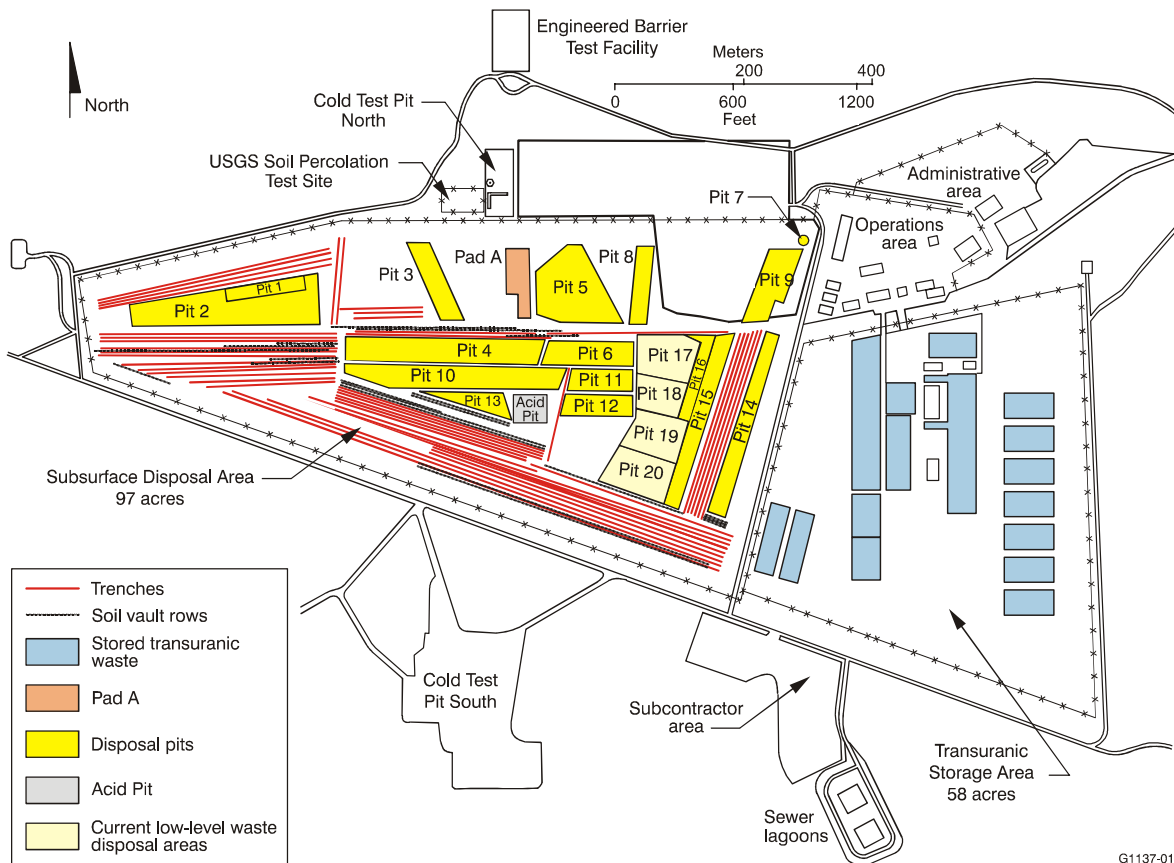 Engineered Barrier
Test Facility
Meters
200
400
0
600
1200
Feet
North
Cold Test Pit
North
USGS Soil Percolation
Test Site
Administrative
area
Pit 7
Operations
area
Pit 3
Pad A
Pit 5
Pit 8
Pit 9
Pit 1
Pit 2
Pit 4
Pit 6
Pit 17
Pit 16
Pit 10
Pit 11
Pit 18
Pit 15
Pit 14
Pit 13
Acid
Pit
Pit 12
Pit 19
Pit 20
Subsurface Disposal Area
97 acres
Trenches
Soil vault rows
Stored transuranic
waste
Pad A
Disposal pits
Acid Pit
Current low-level waste
disposal areas
Cold Test
Pit South
Subcontractor
area
Transuranic
Storage Area
58 acres
Sewer
lagoons
G1137-01